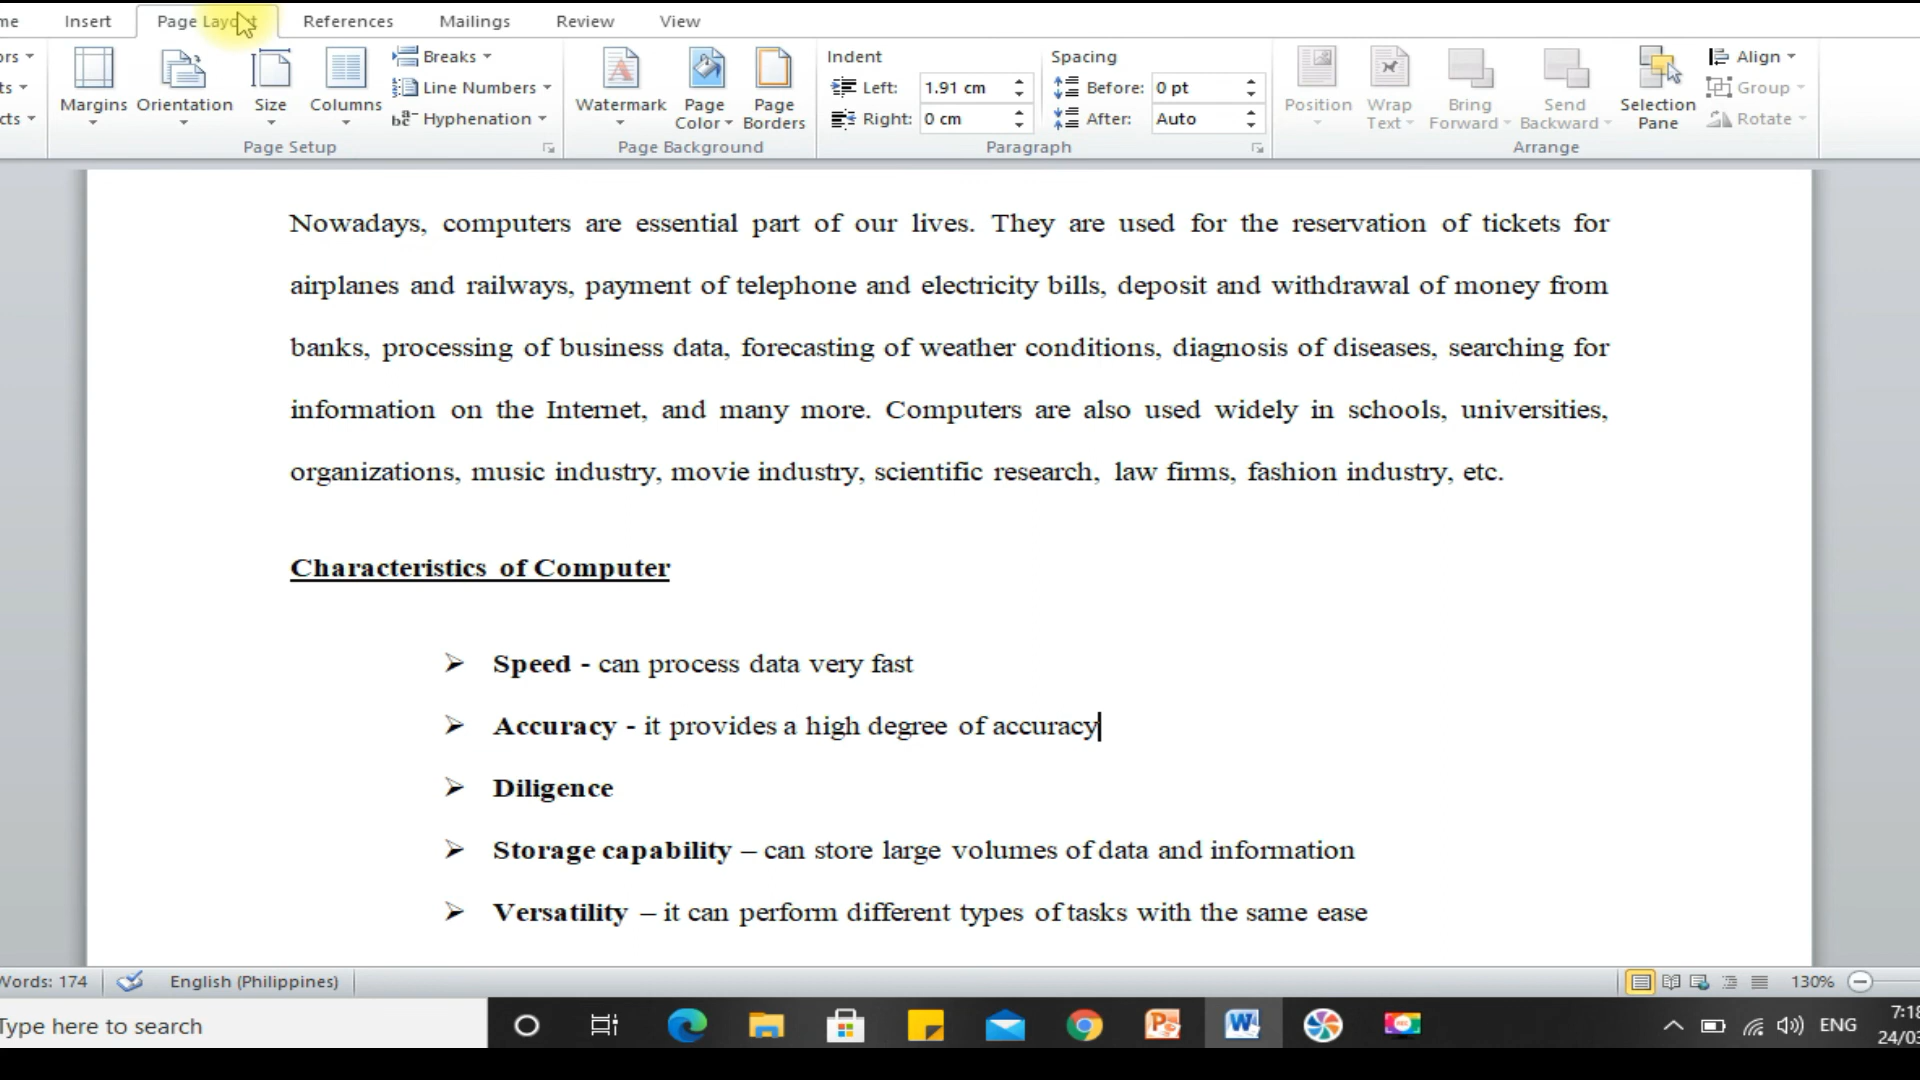 me Insert Page Layout References Mailings Review View
ors Breaks Indent Spacing Align
ts Line Numbers Left: 1.91 cm Before: 0 pt Group
Margins Orientation Size Columns Watermark Page Color Page Borders Position Wrap Text Bring Forward Send Backward Selection Pane
cts Hyphenation Right: 0 cm After: Auto Rotate
Page Setup Page Background Paragraph Arrange
Nowadays, computers are essential part of our lives. They are used for the reservation of tickets for
airplanes and railways, payment of telephone and electricity bills, deposit and withdrawal of money from
banks, processing of business data, forecasting of weather conditions, diagnosis of diseases, searching for
information on the Internet, and many more. Computers are also used widely in schools, universities,
organizations, music industry, movie industry, scientific research, law firms, fashion industry, etc.
Characteristics of Computer
➢ Speed - can process data very fast
➢ Accuracy - it provides a high degree of accuracy
➢ Diligence
➢ Storage capability – can store large volumes of data and information
➢ Versatility – it can perform different types of tasks with the same ease
Words: 174 English (Philippines) 130%
Type here to search ENG 7:18
24/03